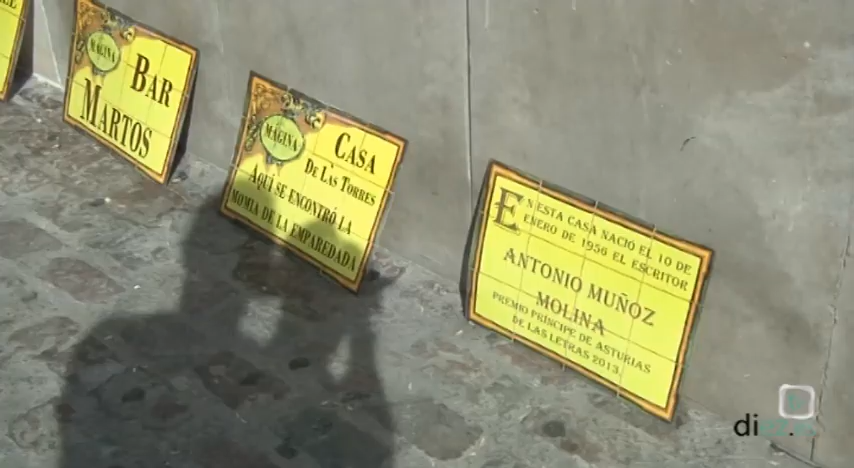 MÁGINA
BAR
MARTOS
MÁGINA
CASA
DE LAS TORRES
AQUÍ SE ENCONTRÓ LA
MOMIA DE LA EMPAREDADA
EN ESTA CASA NACIO EL 10 DE
ENERO DE 1956 EL ESCRITOR
ANTONIO MUÑOZ
MOLINA
PREMIO PRÍNCIPE DE ASTURIAS
DE LAS LETRAS 2013